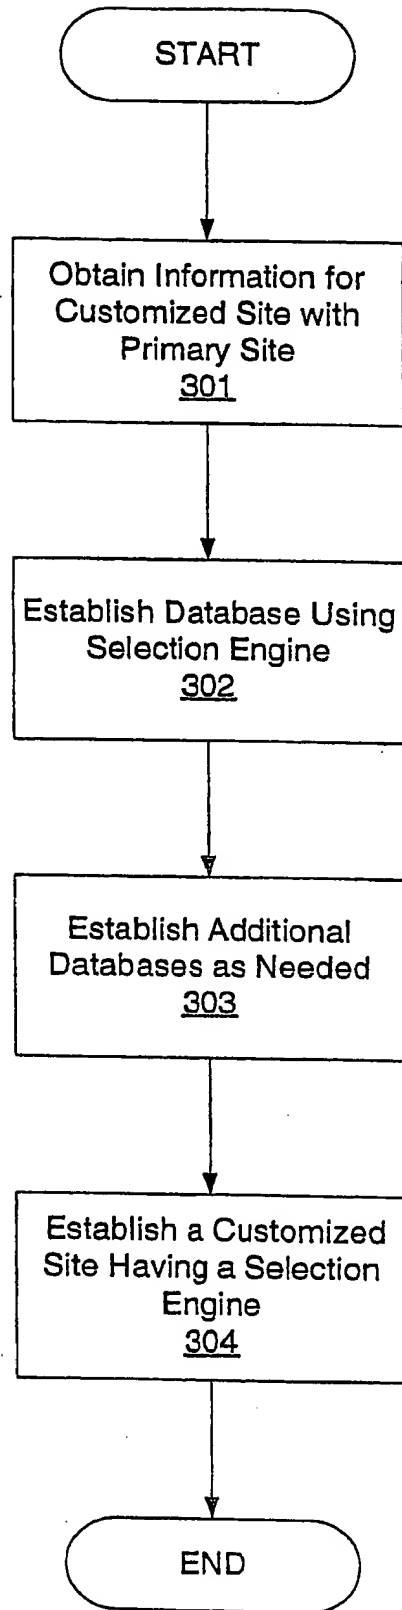 START
Obtain Information for
Customized Site with
Primary Site
301
Establish Database Using
Selection Engine
302
Establish Additional
Databases as Needed
303
Establish a Customized
Site Having a Selection
Engine
304
END